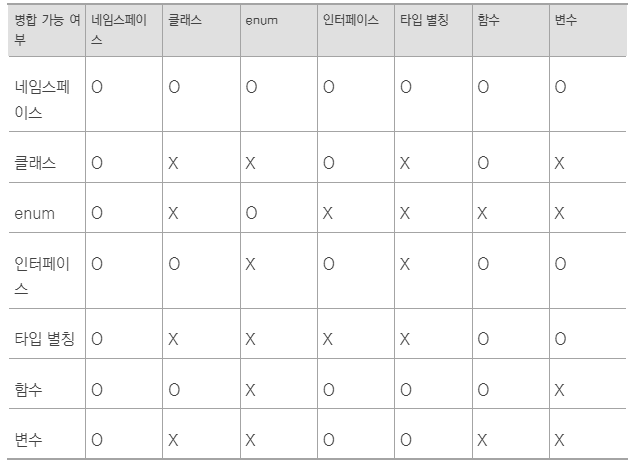 병합 가능 여부 네임스페이스 클래스 enum 인터페이스 타입 별칭 함수 변수
네임스페이스 O O O O O O O
클래스 O X X O X O X
enum O X O X X X X
인터페이스 O O X O X O O
타입 별칭 O X X X X O O
함수 O O X O O O X
변수 O X X O O X X